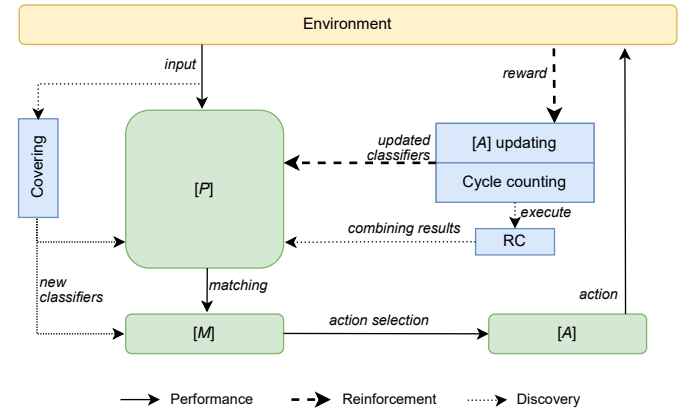 Environment
input
reward
Covering
[P]
updated
classifiers
[A] updating
Cycle counting
execute
combining results
RC
new
classifiers
matching
action
[M]
action selection
[A]
Performance
Reinforcement
Discovery